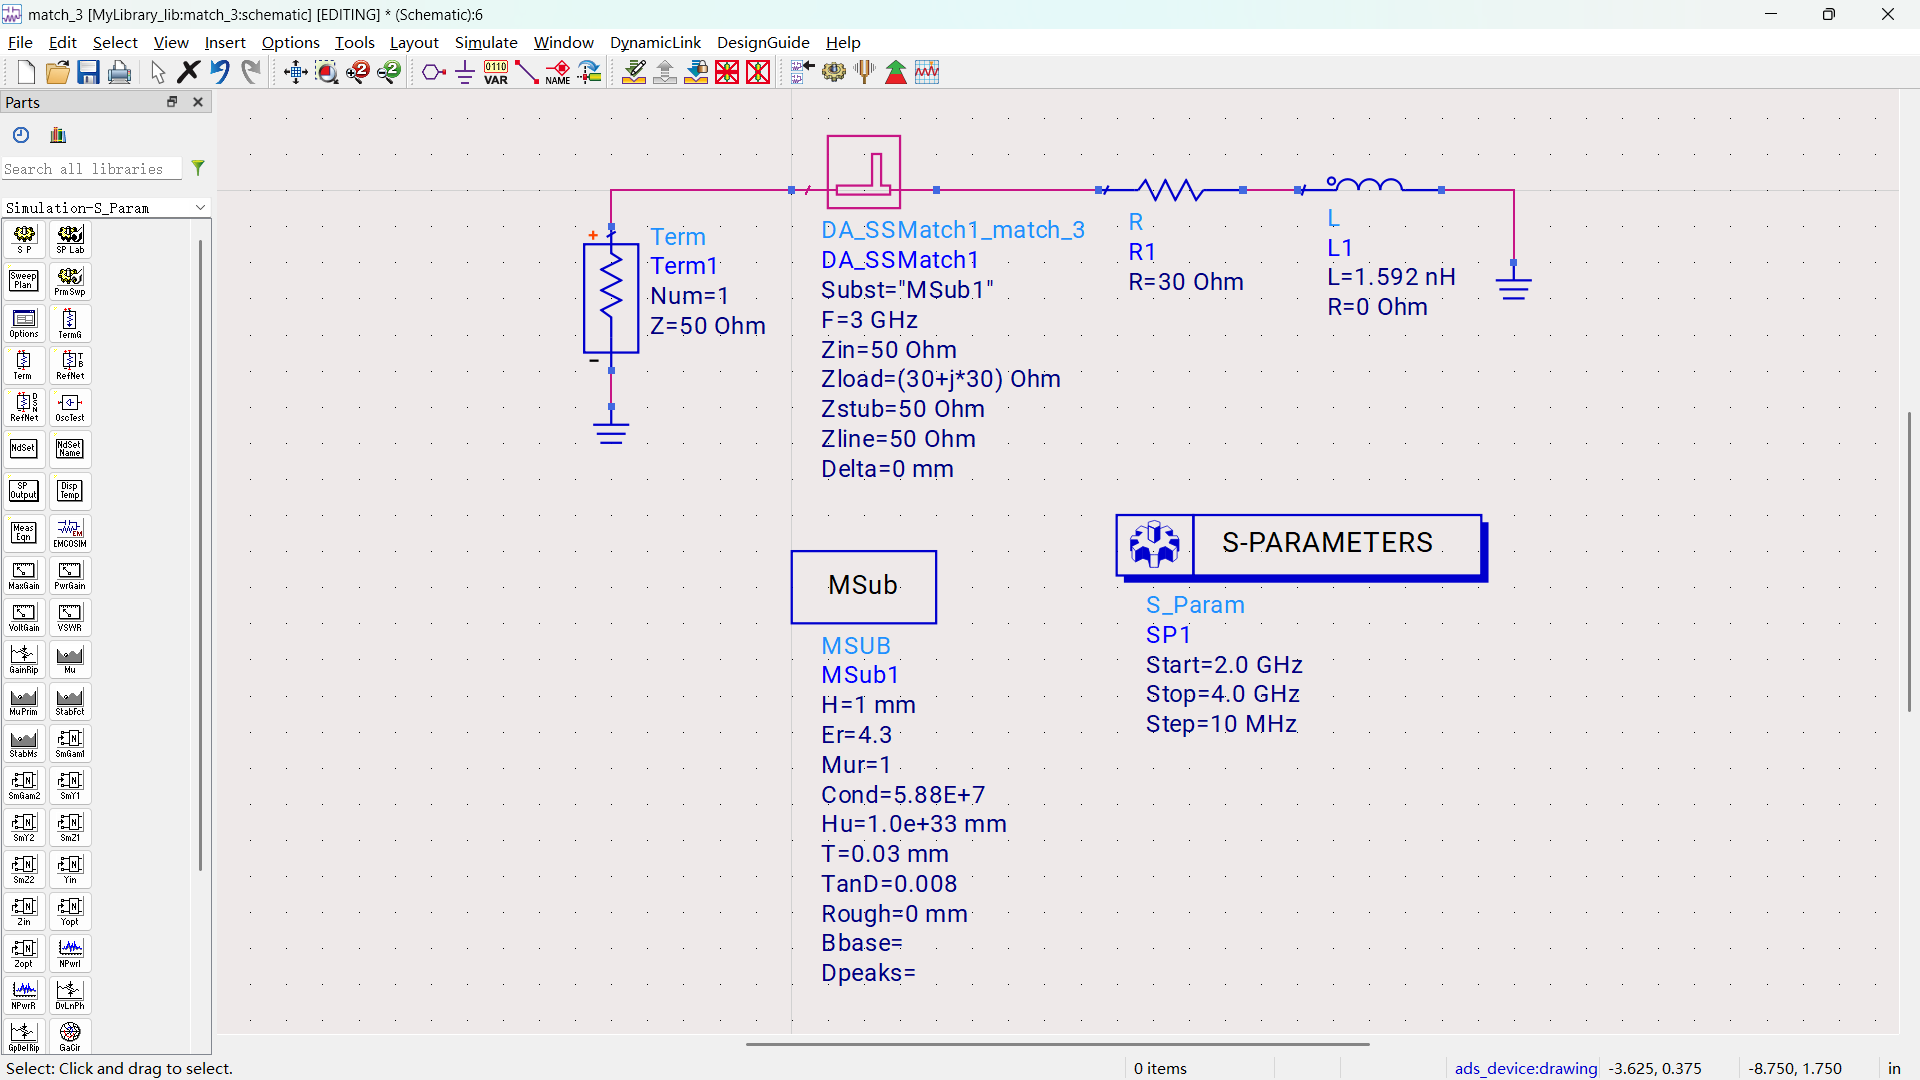 match_3 [MyLibrary_lib:match_3:schematic] [EDITING] * (Schematic):6
File Edit Select View Insert Options Tools Layout Simulate Window DynamicLink DesignGuide Help
0110
VAR
NAME
Parts
Search all libraries
Simulation-S_Param
S P
SP Lab
Sweep
Plan
PrmSwp
Options
TermG
Term
RefNet
RefNet
OscTest
NdSet
NdSet
Name
SP
Output
Disp
Temp
Meas
Eqn
EMCOSIM
MaxGain
PwrGain
VoltGain
VSWR
GainRip
Mu
MuPrim
StabFct
StabMs
SmGam1
SmGam2
SmY1
SmY2
SmZ1
SmZ2
Yin
Zin
Yopt
Zopt
NPwrI
NPwrR
DvLnPh
GpDelRip
GaCir
+
-
Term
Term1
Num=1
Z=50 Ohm
DA_SSMatch1_match_3
DA_SSMatch1
Subst="MSub1"
F=3 GHz
Zin=50 Ohm
Zload=(30+j*30) Ohm
Zstub=50 Ohm
Zline=50 Ohm
Delta=0 mm
R
R1
R=30 Ohm
L
L1
L=1.592 nH
R=0 Ohm
MSub
MSUB
MSub1
H=1 mm
Er=4.3
Mur=1
Cond=5.88E+7
Hu=1.0e+33 mm
T=0.03 mm
TanD=0.008
Rough=0 mm
Bbase=
Dpeaks=
S-PARAMETERS
S_Param
SP1
Start=2.0 GHz
Stop=4.0 GHz
Step=10 MHz
Select: Click and drag to select.
0 items
ads_device:drawing
-3.625, 0.375
-8.750, 1.750
in